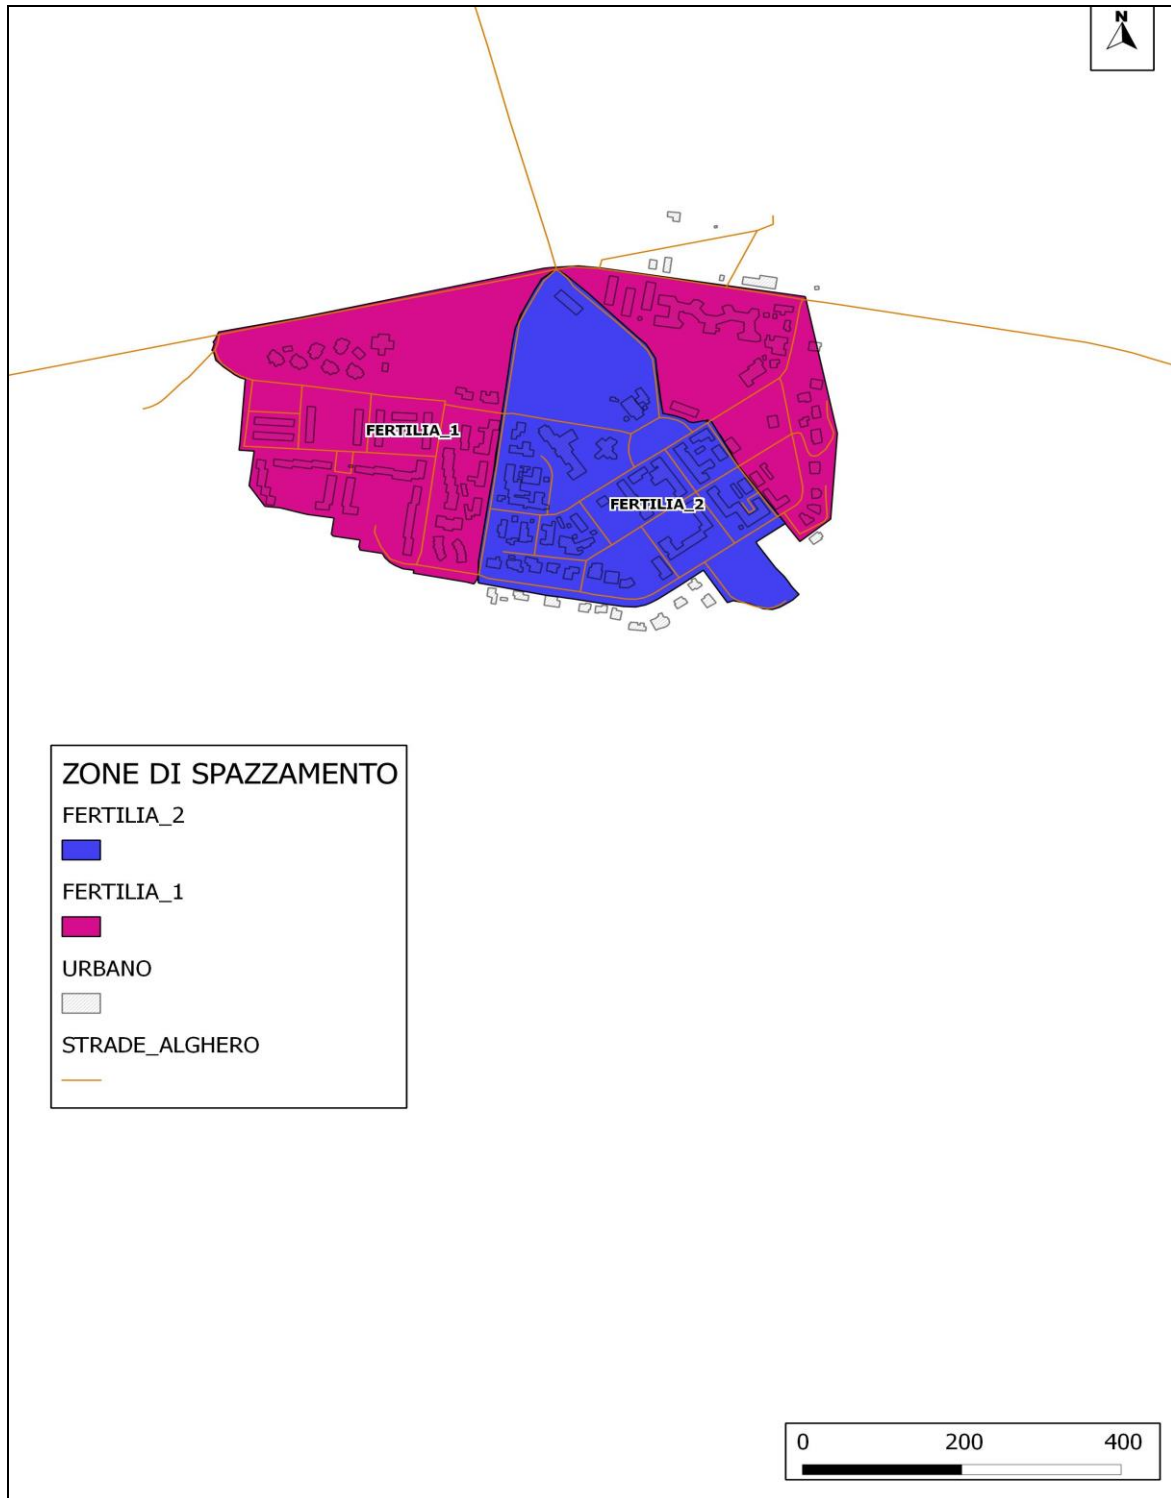 N
FERTILIA_1
FERTILIA_2
ZONE DI SPAZZAMENTO
FERTILIA_2
FERTILIA_1
URBANO
STRADE_ALGHERO
0 200 400